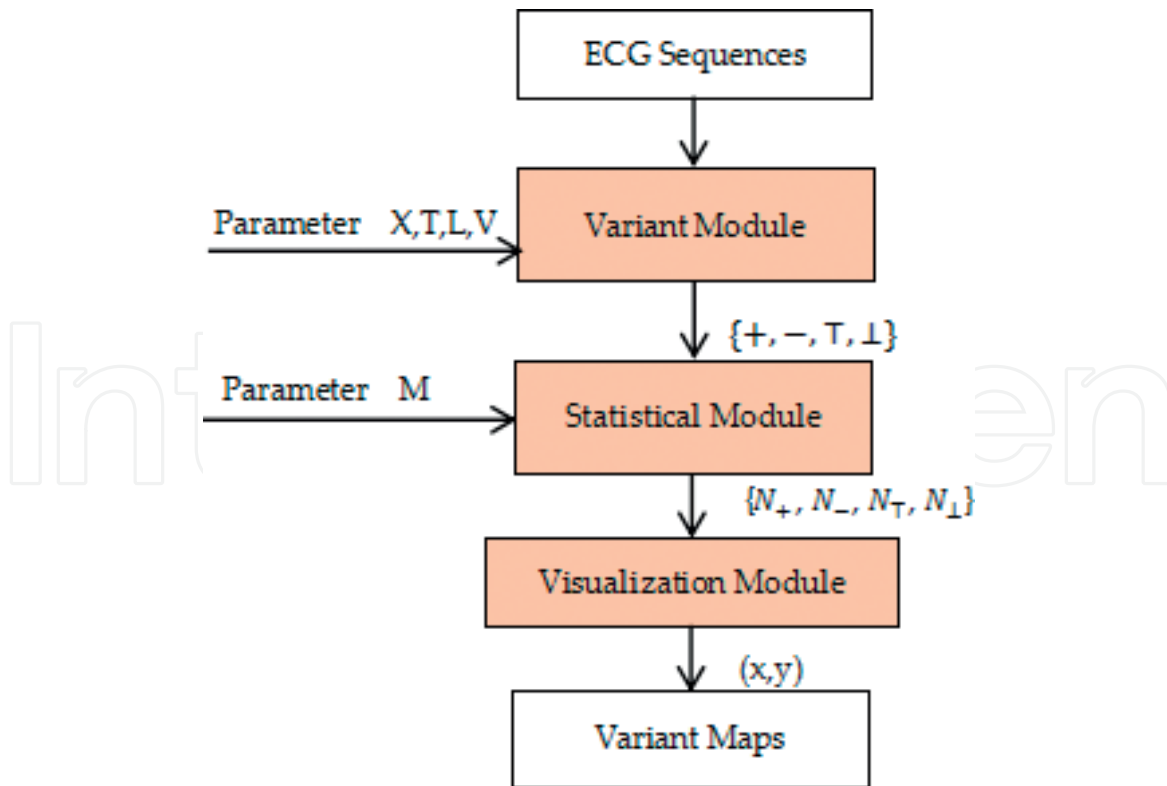 ECG Sequences
Parameter X,T,L,V
Variant Module
{+, −, ⊤, ⊥}
Parameter M
Statistical Module
{N₊, N₋, N⊤, N⊥}
Visualization Module
(x,y)
Variant Maps